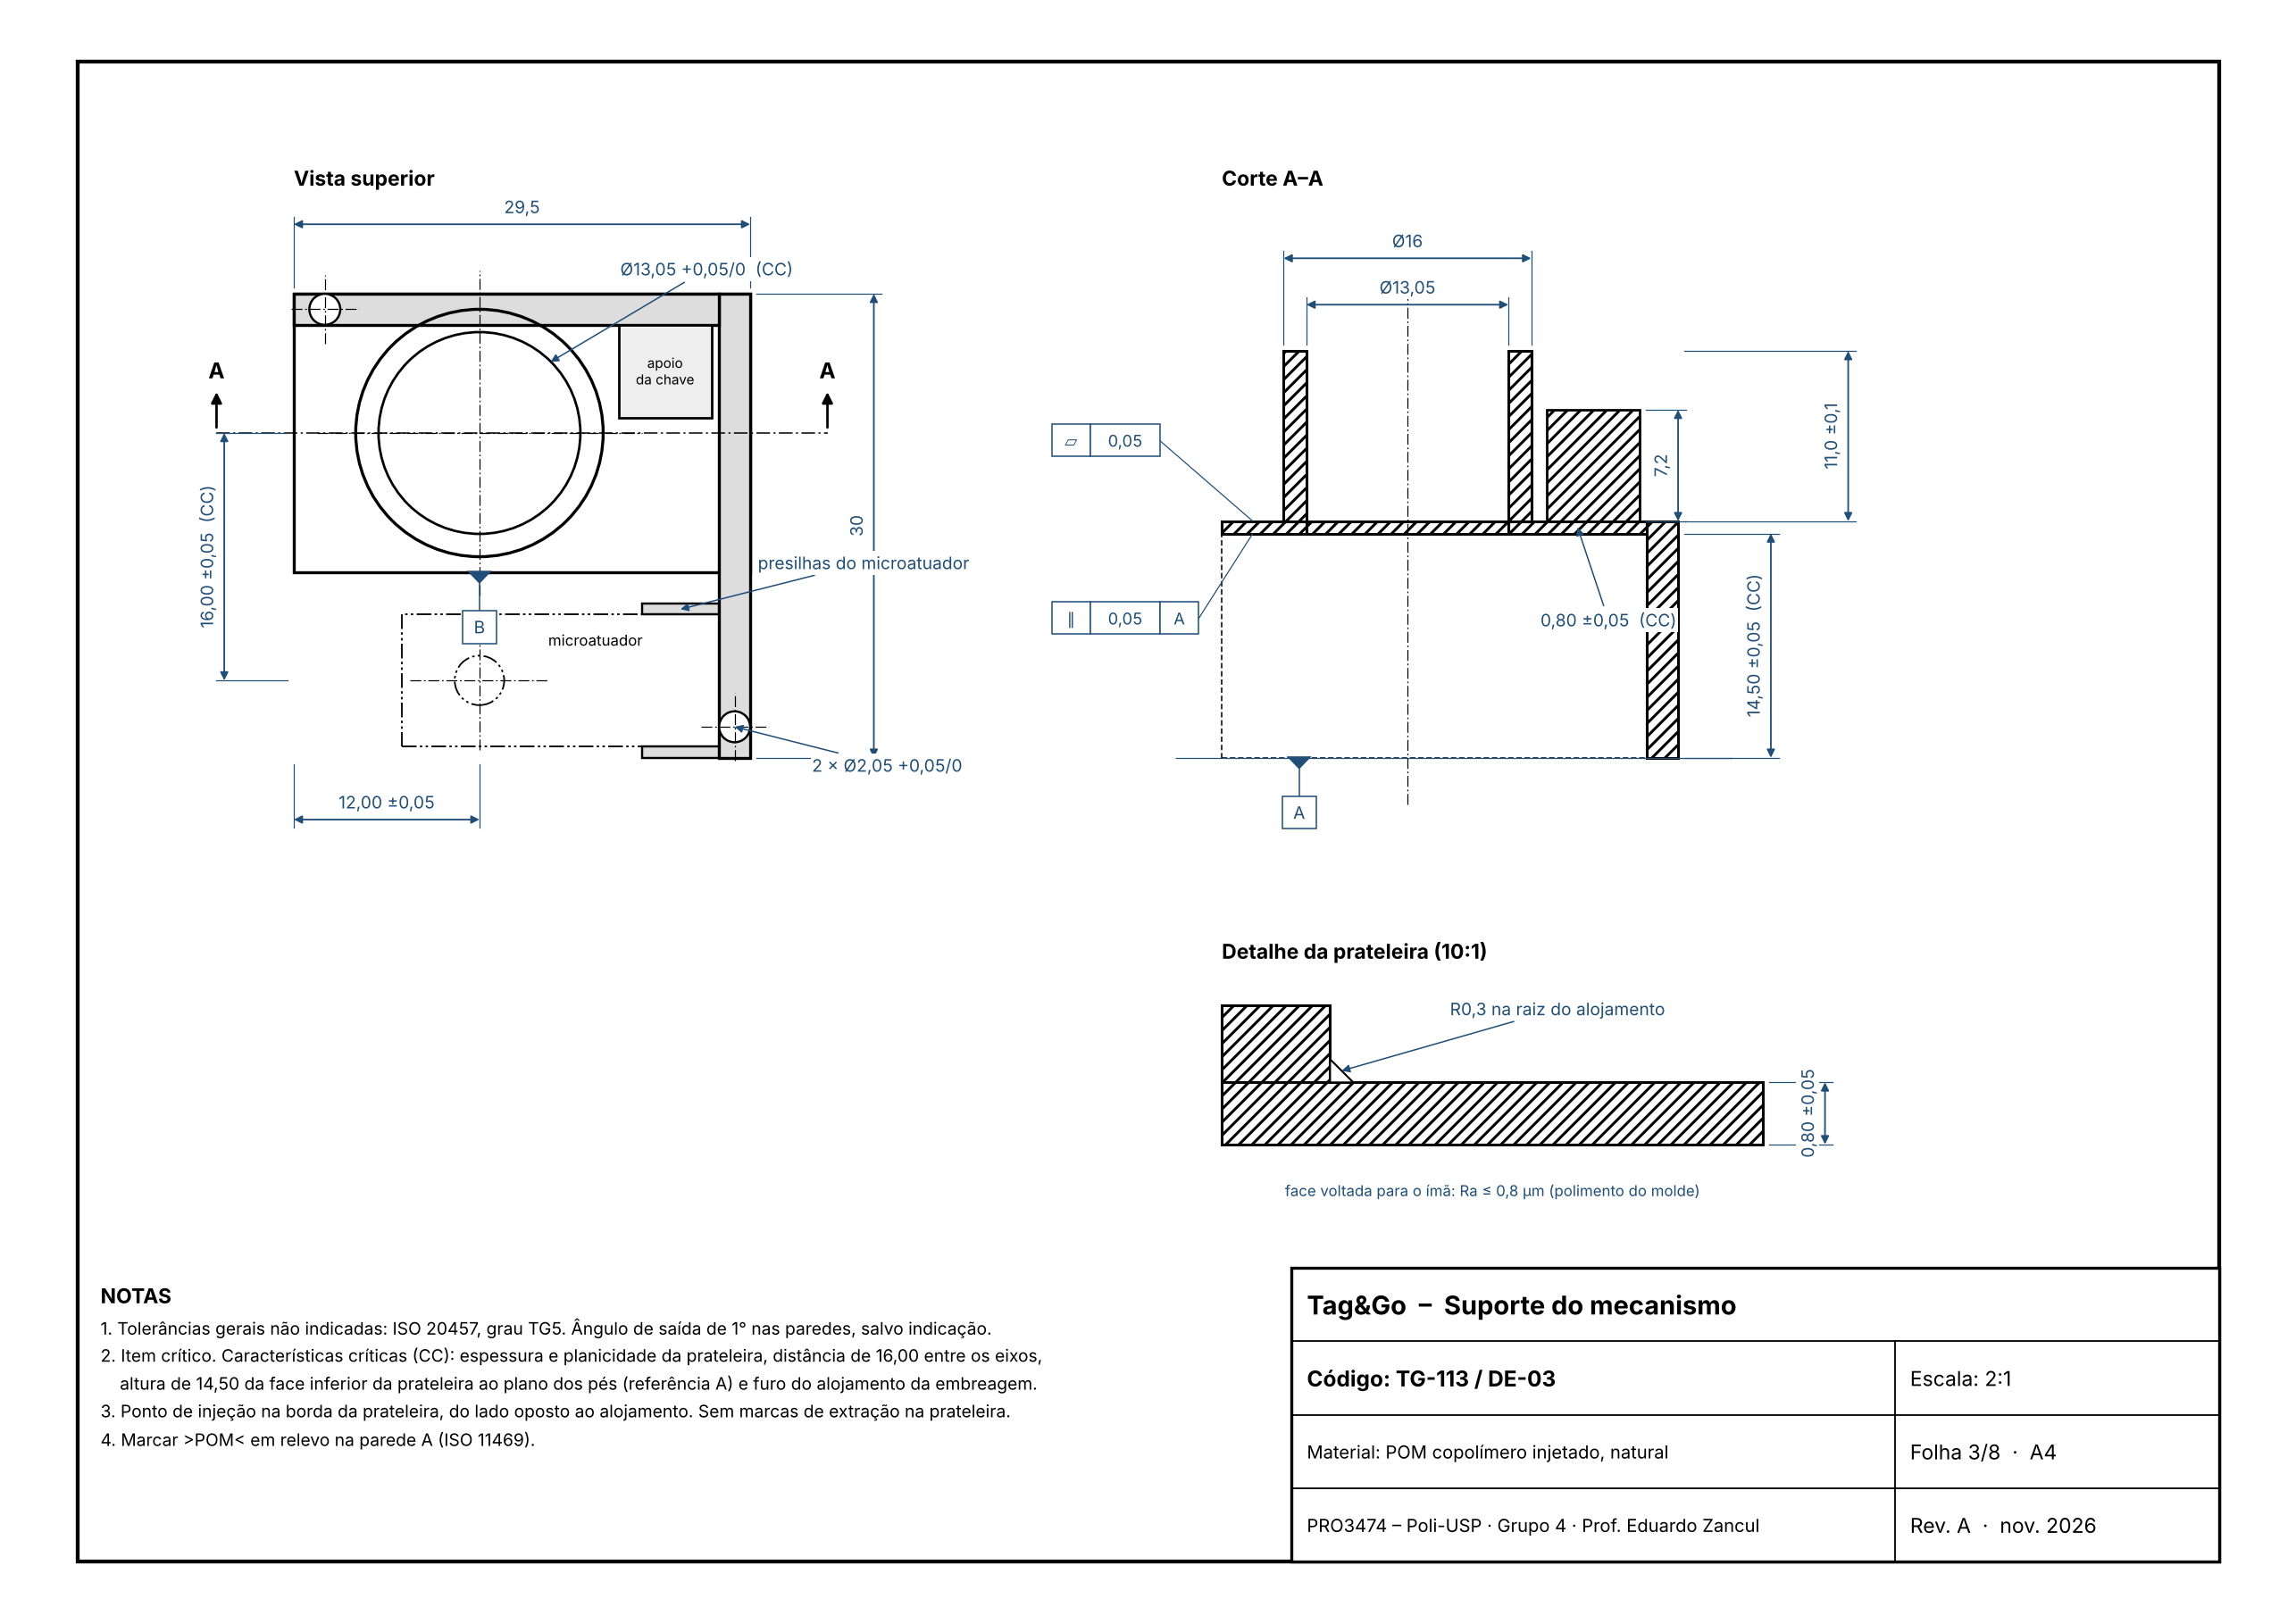 Vista superior
29,5
Ø13,05 +0,05/0 (CC)
apoio
da chave
A
A
16,00 ±0,05 (CC)
30
presilhas do microatuador
B
microatuador
2 × Ø2,05 +0,05/0
12,00 ±0,05
Corte A–A
Ø16
Ø13,05
11,0 ±0,1
7,2
▱ 0,05
∥ 0,05 A
0,80 ±0,05 (CC)
14,50 ±0,05 (CC)
A
Detalhe da prateleira (10:1)
R0,3 na raiz do alojamento
0,80 ±0,05
face voltada para o ímã: Ra ≤ 0,8 µm (polimento do molde)
NOTAS
1. Tolerâncias gerais não indicadas: ISO 20457, grau TG5. Ângulo de saída de 1° nas paredes, salvo indicação.
2. Item crítico. Características críticas (CC): espessura e planicidade da prateleira, distância de 16,00 entre os eixos,
altura de 14,50 da face inferior da prateleira ao plano dos pés (referência A) e furo do alojamento da embreagem.
3. Ponto de injeção na borda da prateleira, do lado oposto ao alojamento. Sem marcas de extração na prateleira.
4. Marcar >POM< em relevo na parede A (ISO 11469).
Tag&Go – Suporte do mecanismo
Código: TG-113 / DE-03
Escala: 2:1
Material: POM copolímero injetado, natural
Folha 3/8 · A4
PRO3474 – Poli-USP · Grupo 4 · Prof. Eduardo Zancul
Rev. A · nov. 2026